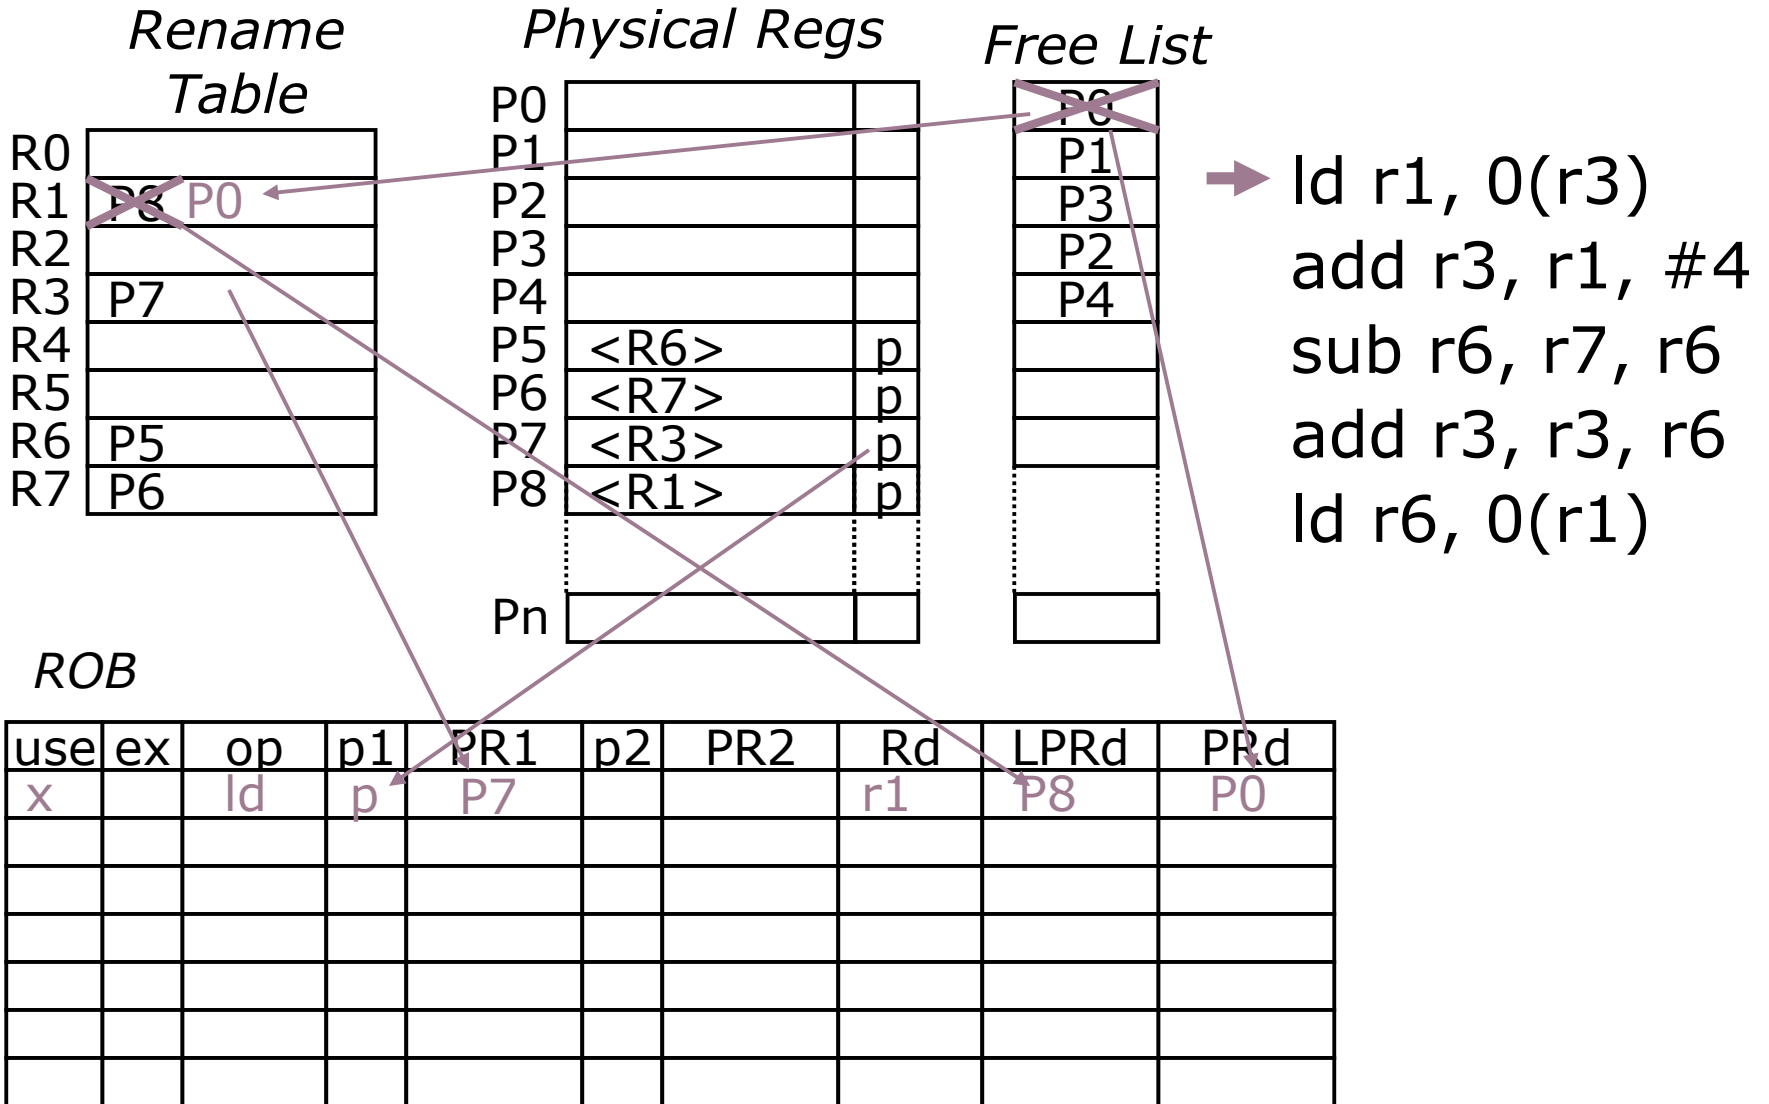 Rename
Table
Physical Regs
Free List
R0
R1 P8 P0
R2
R3 P7
R4
R5
R6 P5
R7 P6
P0
P1
P2
P3
P4
P5 <R6> p
P6 <R7> p
P7 <R3> p
P8 <R1> p
Pn
P0
P1
P3
P2
P4
ld r1, 0(r3)
add r3, r1, #4
sub r6, r7, r6
add r3, r3, r6
ld r6, 0(r1)
ROB
use ex op p1 PR1 p2 PR2 Rd LPRd PRd
x ld p P7 r1 P8 P0